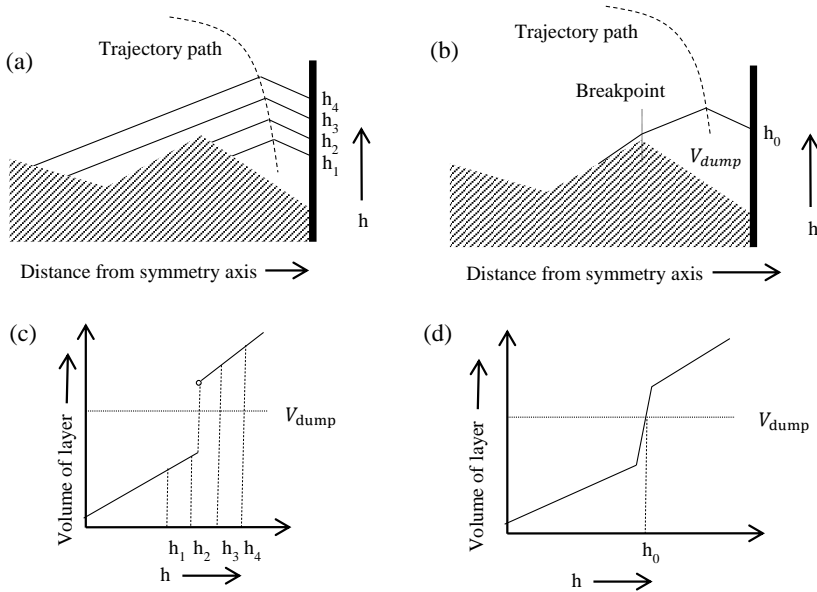 (a)
Trajectory path
h4
h3
h2
h1
h
Distance from symmetry axis
(b)
Trajectory path
Breakpoint
h0
Vdump
h
Distance from symmetry axis
(c)
Volume of layer
Vdump
h1 h2 h3 h4
h
(d)
Volume of layer
Vdump
h0
h